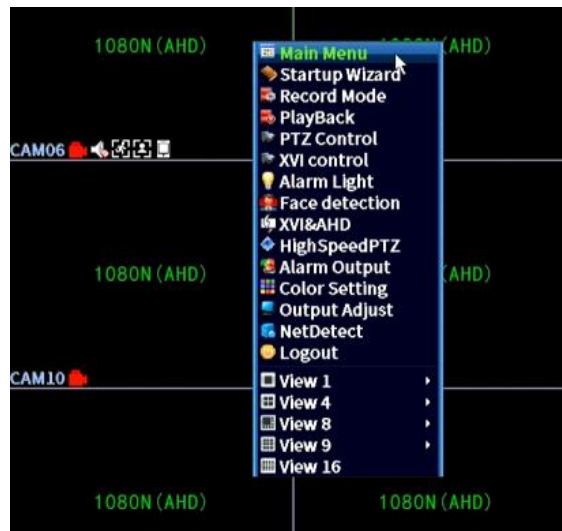 1080N(AHD)
(AHD)
Main Menu
Startup Wizard
Record Mode
PlayBack
PTZ Control
CAM06
XVI control
Alarm Light
Face detection
XVI&AHD
HighSpeedPTZ
1080N(AHD)
Alarm Output
(AHD)
Color Setting
Output Adjust
NetDetect
Logout
CAM10
View 1
View 4
View 8
View 9
View 16
1080N(AHD)
1080N(AHD)